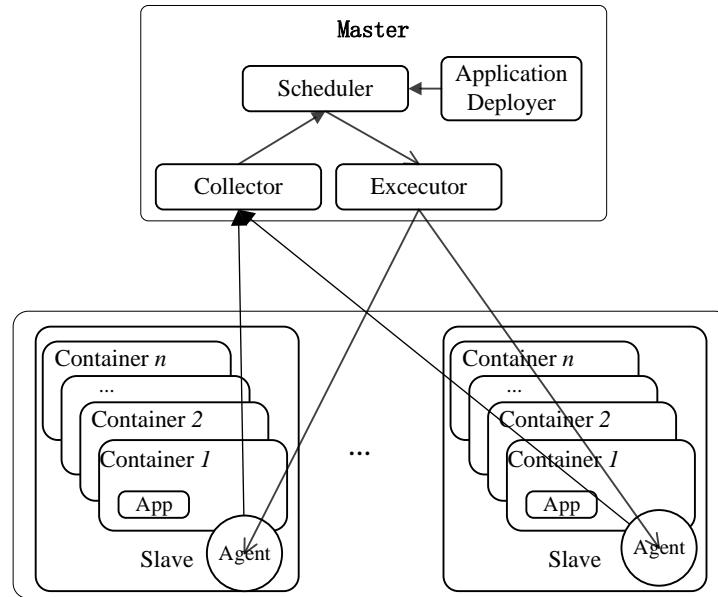 Master
Scheduler
Application
Deployer
Collector
Excecutor
Container n
...
Container 2
Container 1
App
Slave
Agent
...
Container n
...
Container 2
Container 1
App
Slave
Agent